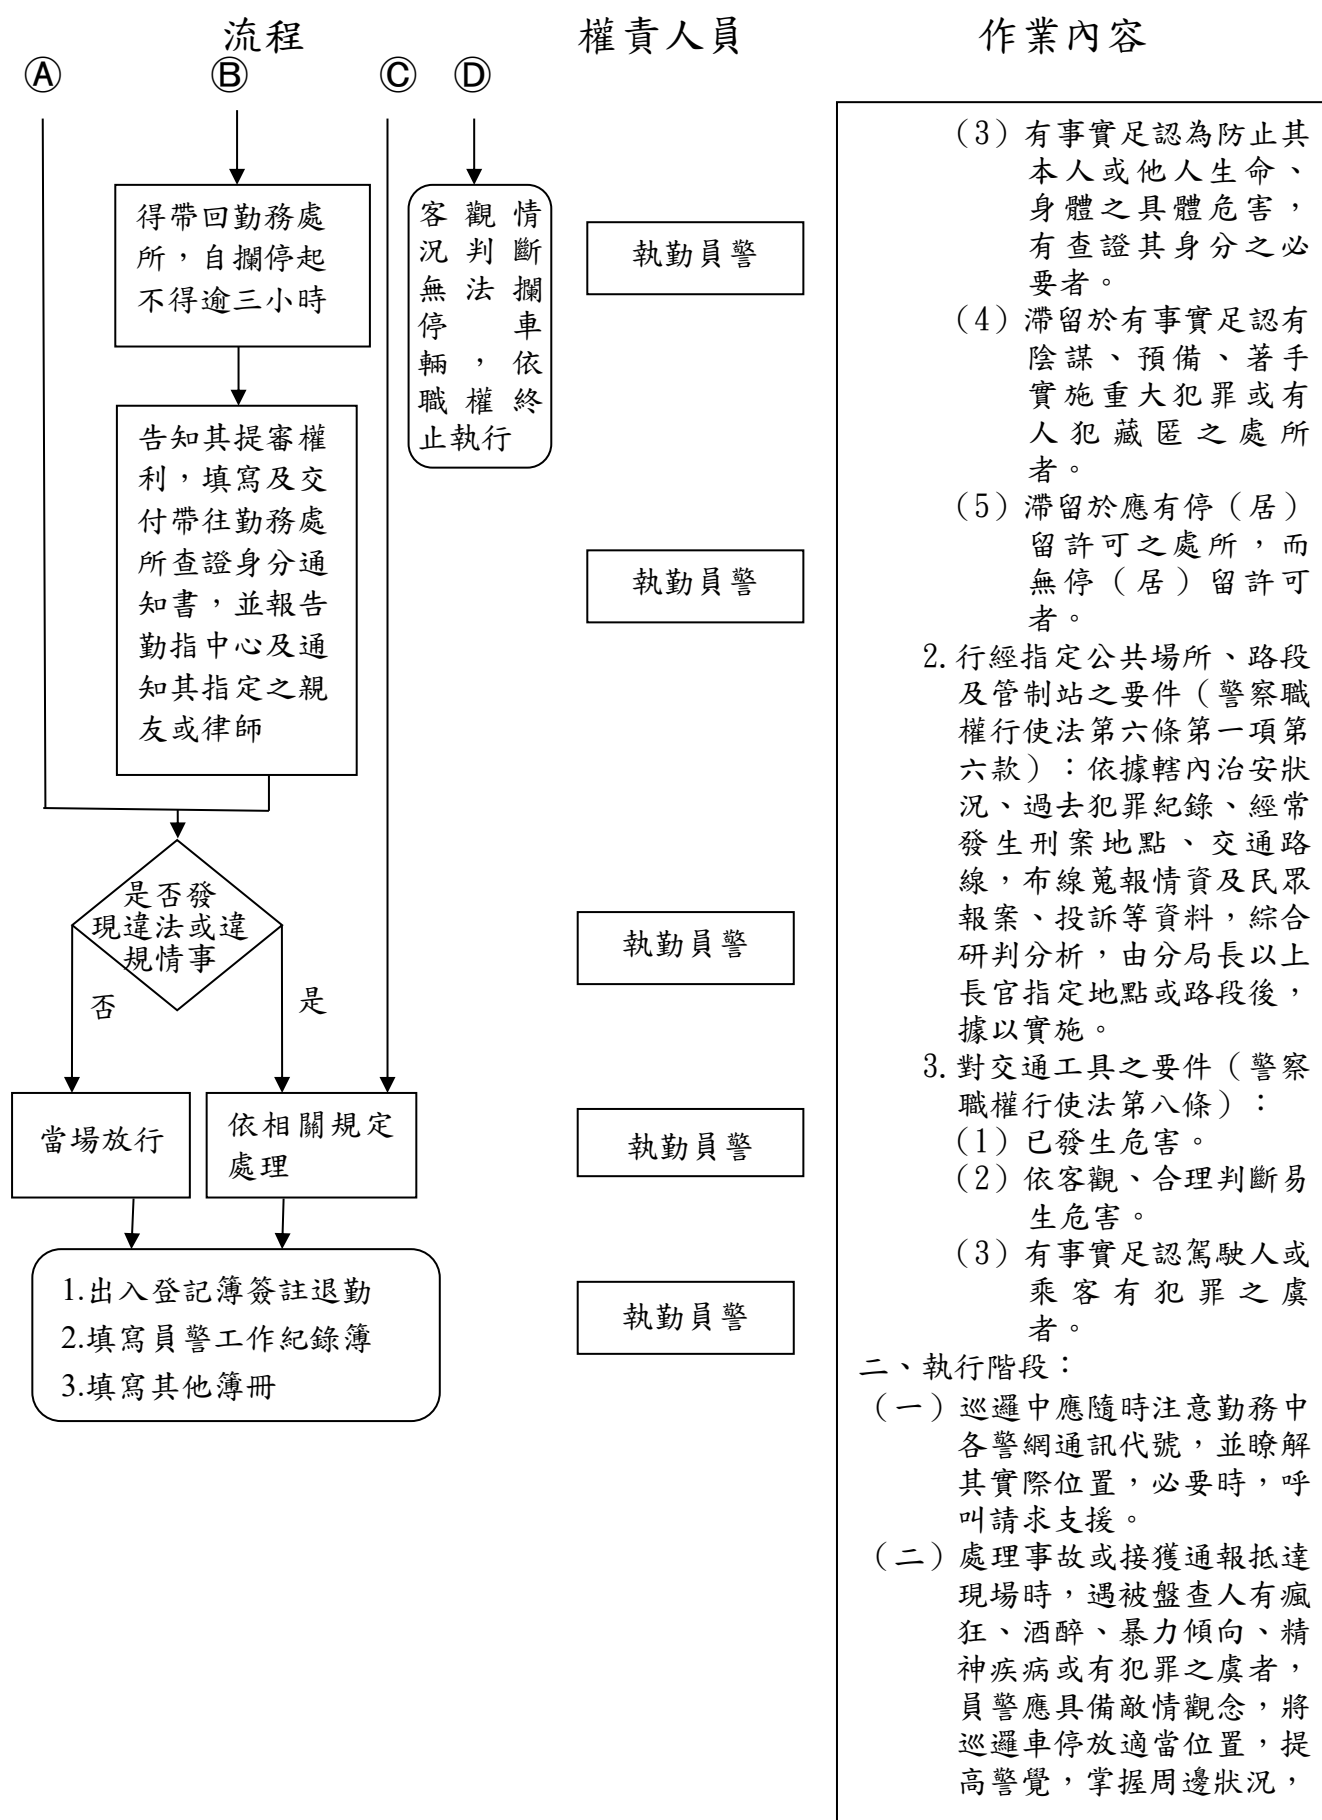 流程
權責人員
作業內容
Ⓐ
Ⓑ
Ⓒ
Ⓓ
得帶回勤務處
所，自攔停起
不得逾三小時
告知其提審權
利，填寫及交
付帶往勤務處
所查證身分通
知書，並報告
勤指中心及通
知其指定之親
友或律師
客觀情
況判斷
無法攔
停車
輛，依
職權終
止執行
是否發
現違法或違
規情事
否
是
當場放行
依相關規定
處理
1.出入登記簿簽註退勤
2.填寫員警工作紀錄簿
3.填寫其他簿冊
執勤員警
執勤員警
執勤員警
執勤員警
執勤員警
（3）有事實足認為防止其
本人或他人生命、
身體之具體危害，
有查證其身分之必
要者。
（4）滯留於有事實足認有
陰謀、預備、著手
實施重大犯罪或有
人犯藏匿之處所
者。
（5）滯留於應有停（居）
留許可之處所，而
無停（居）留許可
者。
2.行經指定公共場所、路段
及管制站之要件（警察職
權行使法第六條第一項第
六款）：依據轄內治安狀
況、過去犯罪紀錄、經常
發生刑案地點、交通路
線，布線蒐報情資及民眾
報案、投訴等資料，綜合
研判分析，由分局長以上
長官指定地點或路段後，
據以實施。
3.對交通工具之要件（警察
職權行使法第八條）：
（1）已發生危害。
（2）依客觀、合理判斷易
生危害。
（3）有事實足認駕駛人或
乘客有犯罪之虞
者。
二、執行階段：
（一）巡邏中應隨時注意勤務中
各警網通訊代號，並瞭解
其實際位置，必要時，呼
叫請求支援。
（二）處理事故或接獲通報抵達
現場時，遇被盤查人有瘋
狂、酒醉、暴力傾向、精
神疾病或有犯罪之虞者，
員警應具備敵情觀念，將
巡邏車停放適當位置，提
高警覺，掌握周邊狀況，